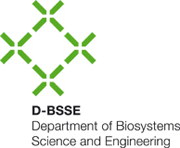 D-BSSE
Department of Biosystems
Science and Engineering